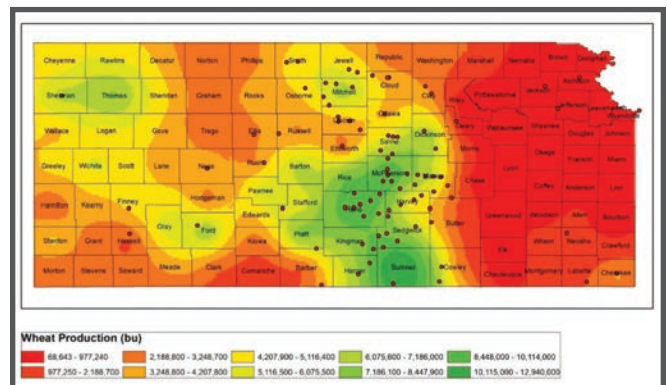 Cheyenne Rawlins Decatur Norton Phillips Smith Jewell Republic Washington Marshall Nemaha Brown Doniphan
Sherman Thomas Sheridan Graham Rooks Osborne Mitchell Cloud Clay Riley Pottawatomie Jackson Atchison
Jefferson Leavenworth Wyandotte
Wallace Logan Gove Trego Ellis Russell Ottawa Saline Dickinson Geary Wabaunsee Shawnee Douglas Johnson
Ellsworth Morris
Greeley Wichita Scott Lane Ness Rush Barton Rice McPherson Chase Lyon Osage Franklin Miami
Hamilton Kearny Finney Hodgeman Pawnee Stafford Harvey Coffey Anderson Linn
Gray Ford Edwards Butler Greenwood Woodson Allen Bourbon
Stanton Grant Haskell Kiowa Pratt Kingman Sedgwick Elk Wilson Neosho Crawford
Morton Stevens Seward Meade Clark Comanche Barber Harper Sumner Cowley Chautauqua Montgomery Labette Cherokee
Wheat Production (bu)
68,643 - 977,240 2,188,800 - 3,248,700 4,207,900 - 5,116,400 6,075,600 - 7,186,000 8,448,000 - 10,114,000
977,250 - 2,188,700 3,248,800 - 4,207,800 5,116,500 - 6,075,500 7,186,100 - 8,447,900 10,115,000 - 12,940,000